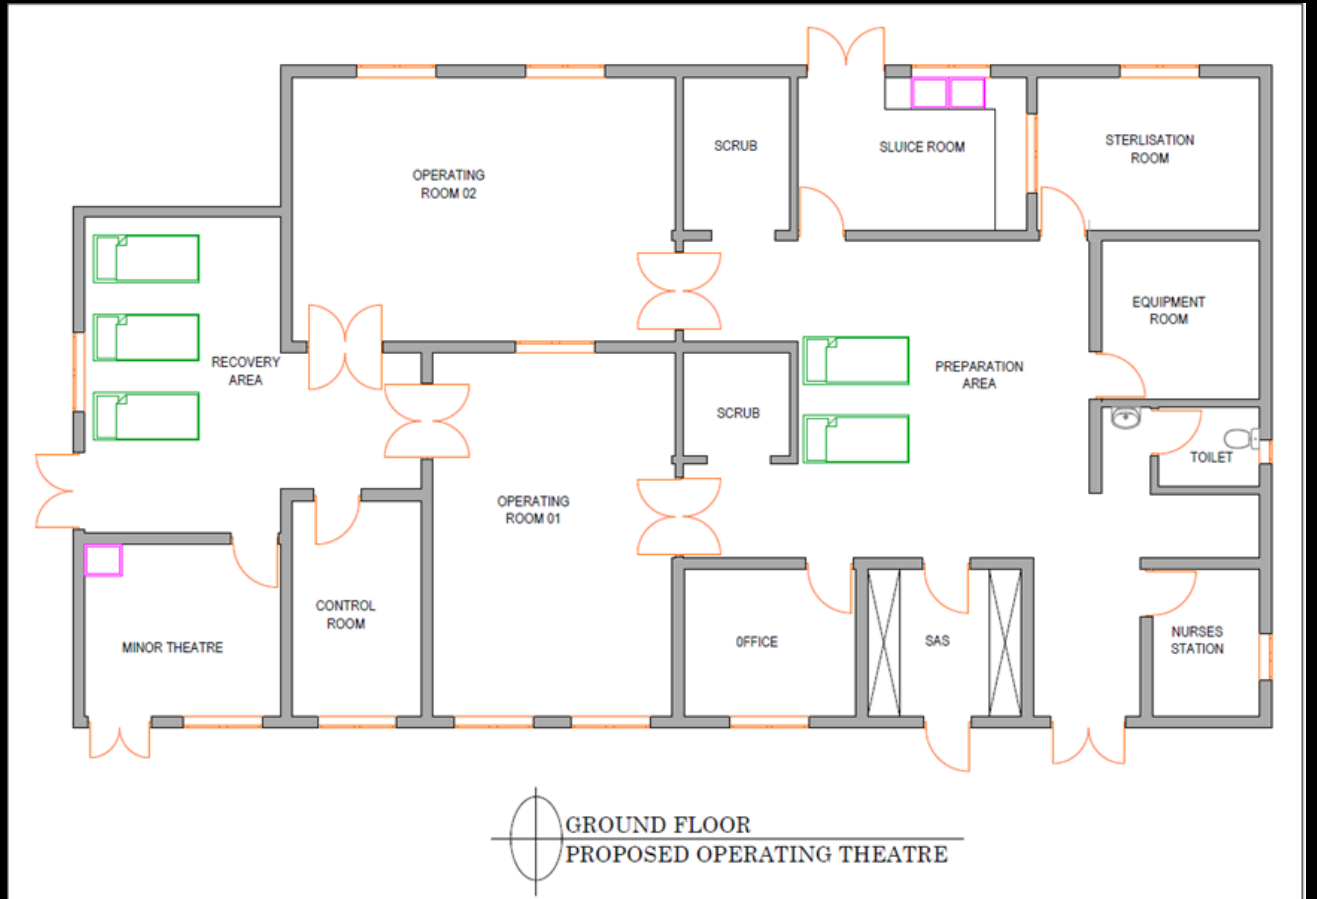 SCRUB
SLUICE ROOM
STERLISATION
ROOM
OPERATING
ROOM 02
EQUIPMENT
ROOM
RECOVERY
AREA
PREPARATION
AREA
SCRUB
TOILET
OPERATING
ROOM 01
CONTROL
ROOM
MINOR THEATRE
0FFICE
SAS
NURSES
STATION
GROUND FLOOR
PROPOSED OPERATING THEATRE